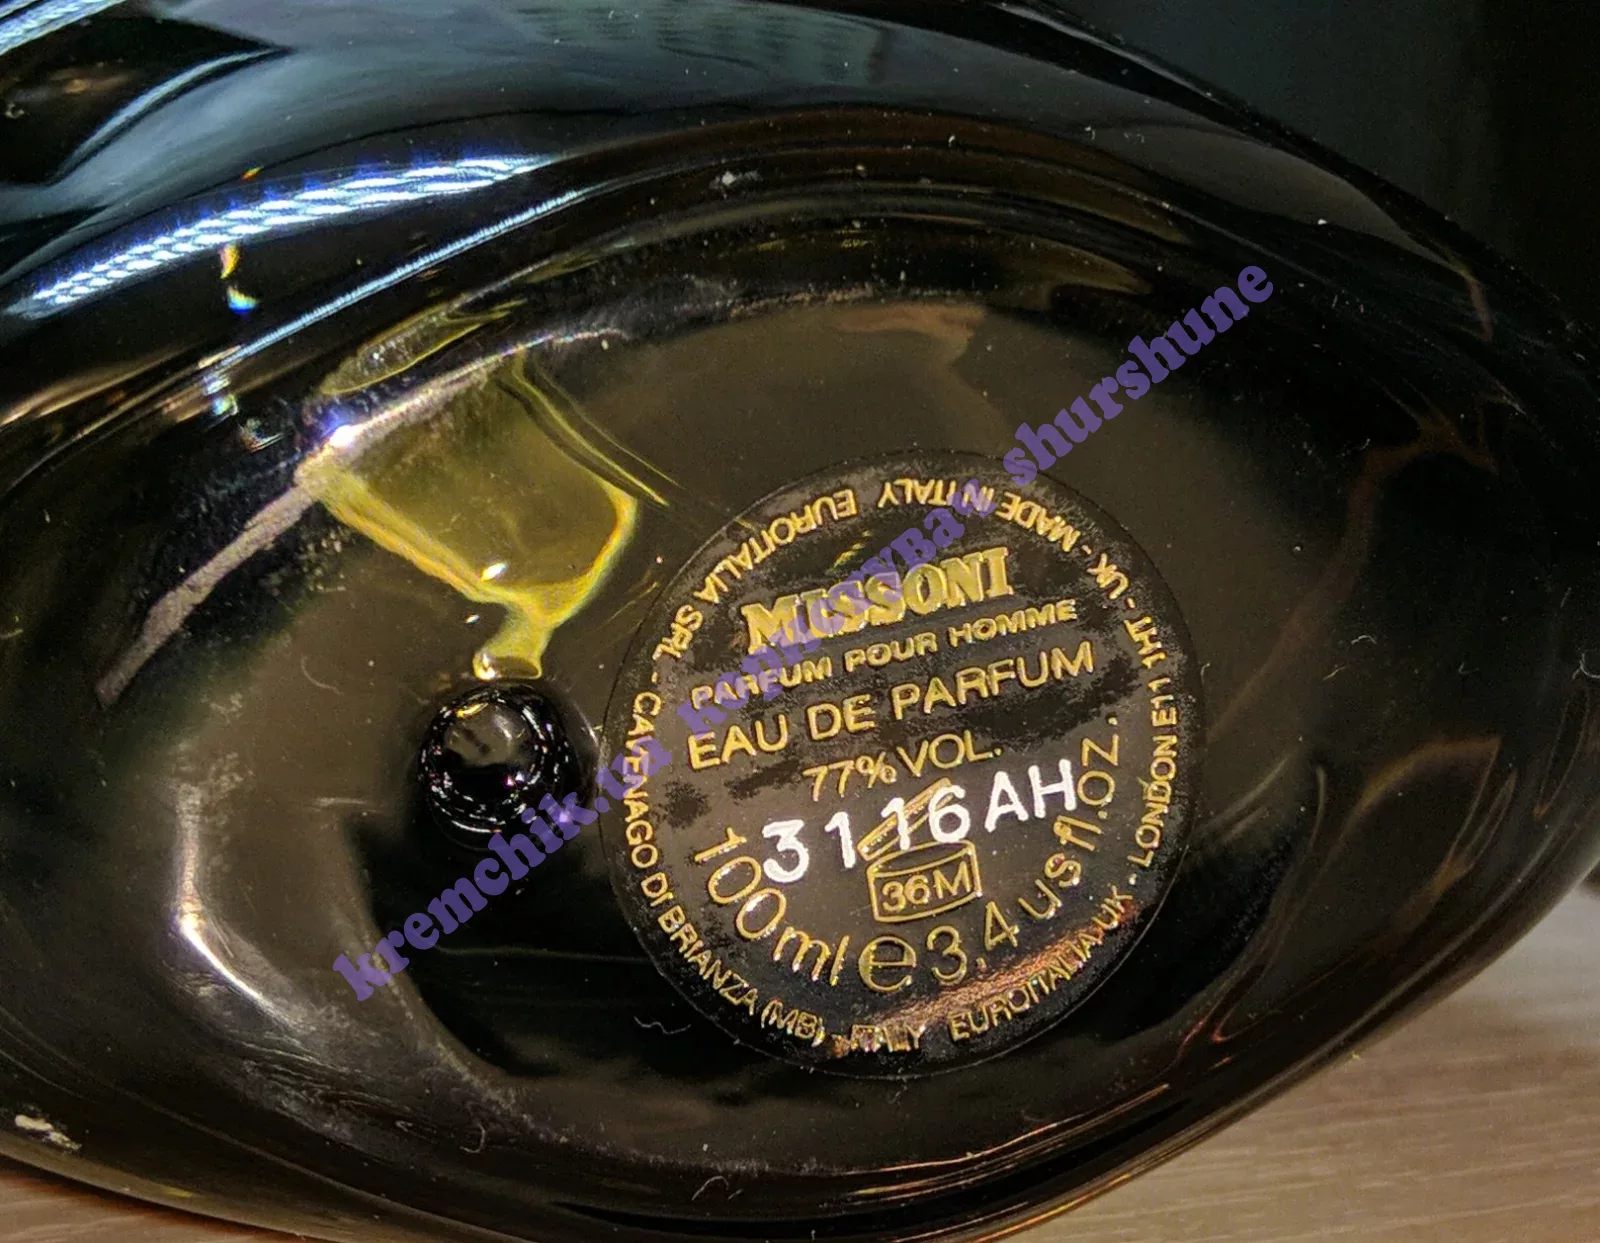 MISSONI
PARFUM POUR HOMME
EAU DE PARFUM
77% VOL.
3116AH
36M
100ml e 3,4 us fl.oz.
EUROITALIA SRL - CAVENAGO DI BRIANZA (MB) - ITALY EUROITALIA UK - LONDON E11 1HT - UK - MADE IN ITALY
kremchik.ua shurshune